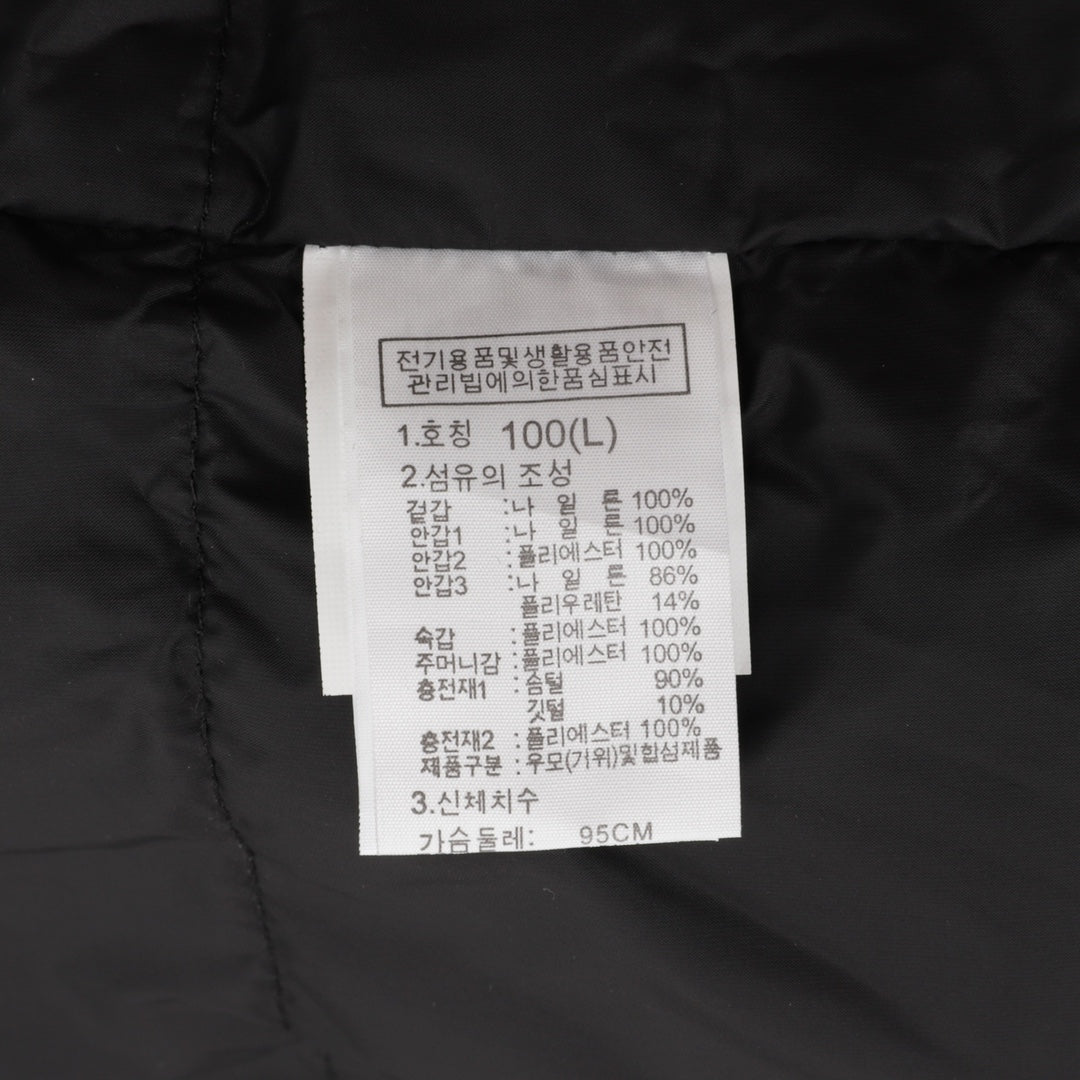 전기용품및생활용품안전
관리빕에의한품심표시
1.호칭 100(L)
2.섬유의 조성
겉갑 :나 일 론 100%
안갑1 :나 일 론 100%
안갑2 :폴리에스터 100%
안갑3 :나 일 론 86%
폴리우레탄 14%
속갑 :폴리에스터 100%
주머니감 :폴리에스터 100%
충전재1 :솜털 90%
깃털 10%
충전재2 :폴리에스터 100%
제품구분 :우모(거위)및합섬제품
3.신체치수
가슴둘레: 95CM